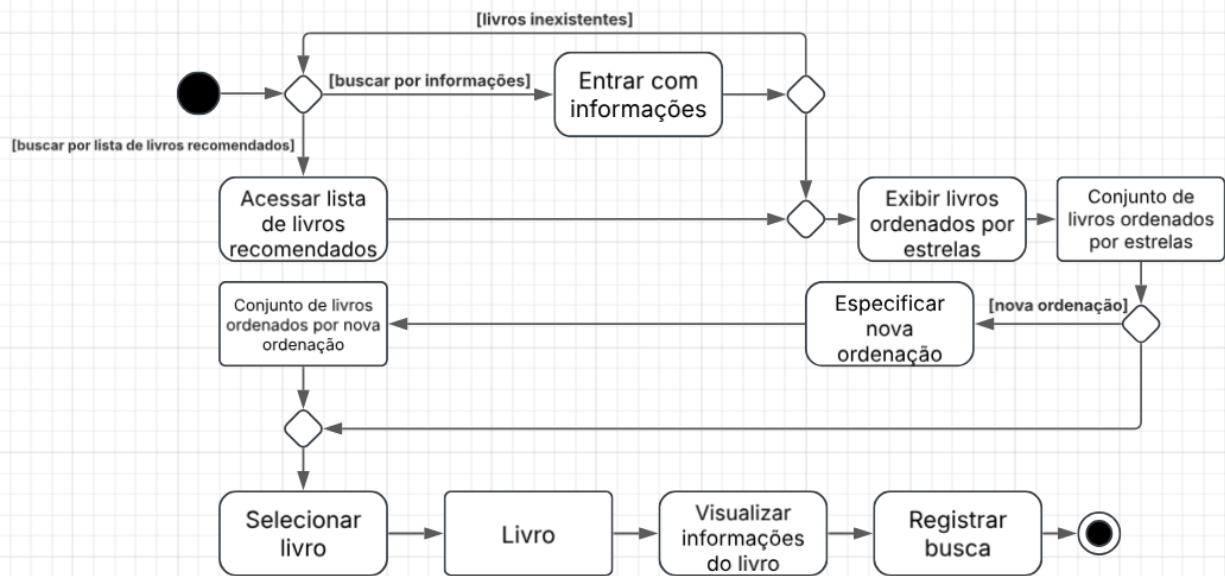 [livros inexistentes]
[buscar por informações]
Entrar com
informações
[buscar por lista de livros recomendados]
Acessar lista
de livros
recomendados
Exibir livros
ordenados por
estrelas
Conjunto de
livros ordenados
por estrelas
Conjunto de livros
ordenados por nova
ordenação
Especificar
nova
ordenação
[nova ordenação]
Selecionar
livro
Livro
Visualizar
informações
do livro
Registrar
busca